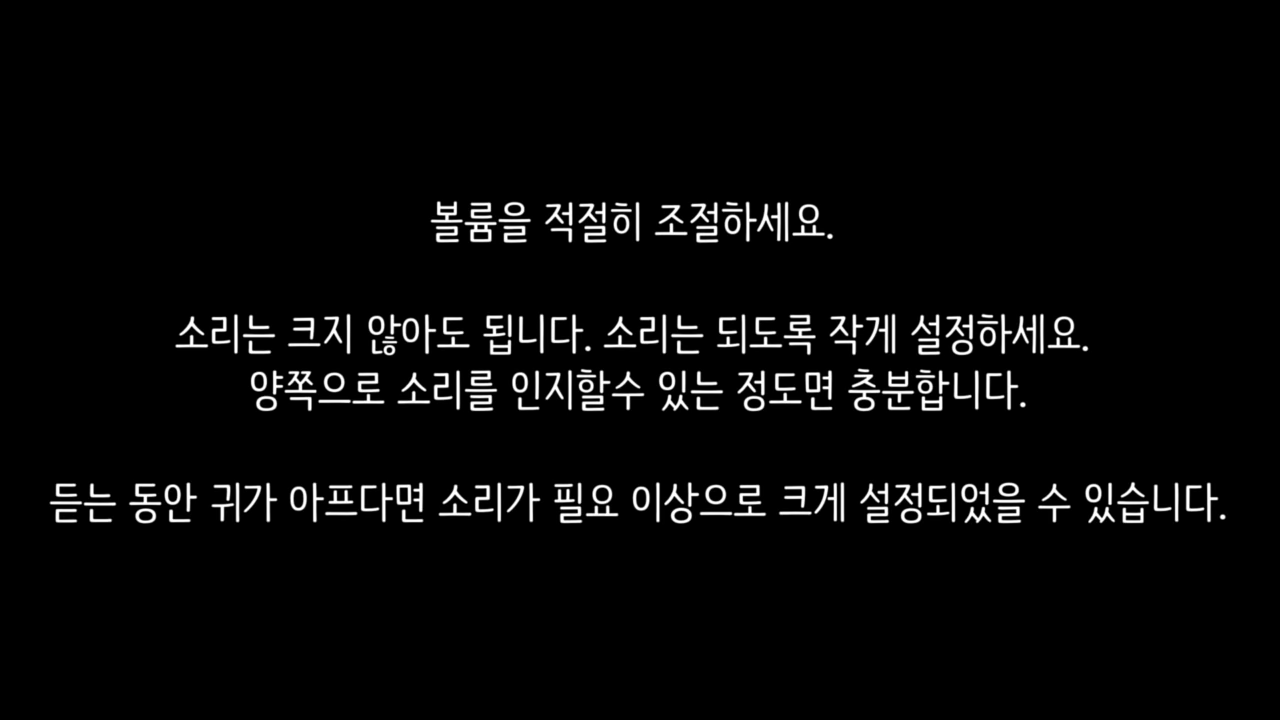 볼륨을 적절히 조절하세요.
소리는 크지 않아도 됩니다. 소리는 되도록 작게 설정하세요.
양쪽으로 소리를 인지할수 있는 정도면 충분합니다.
듣는 동안 귀가 아프다면 소리가 필요 이상으로 크게 설정되었을 수 있습니다.